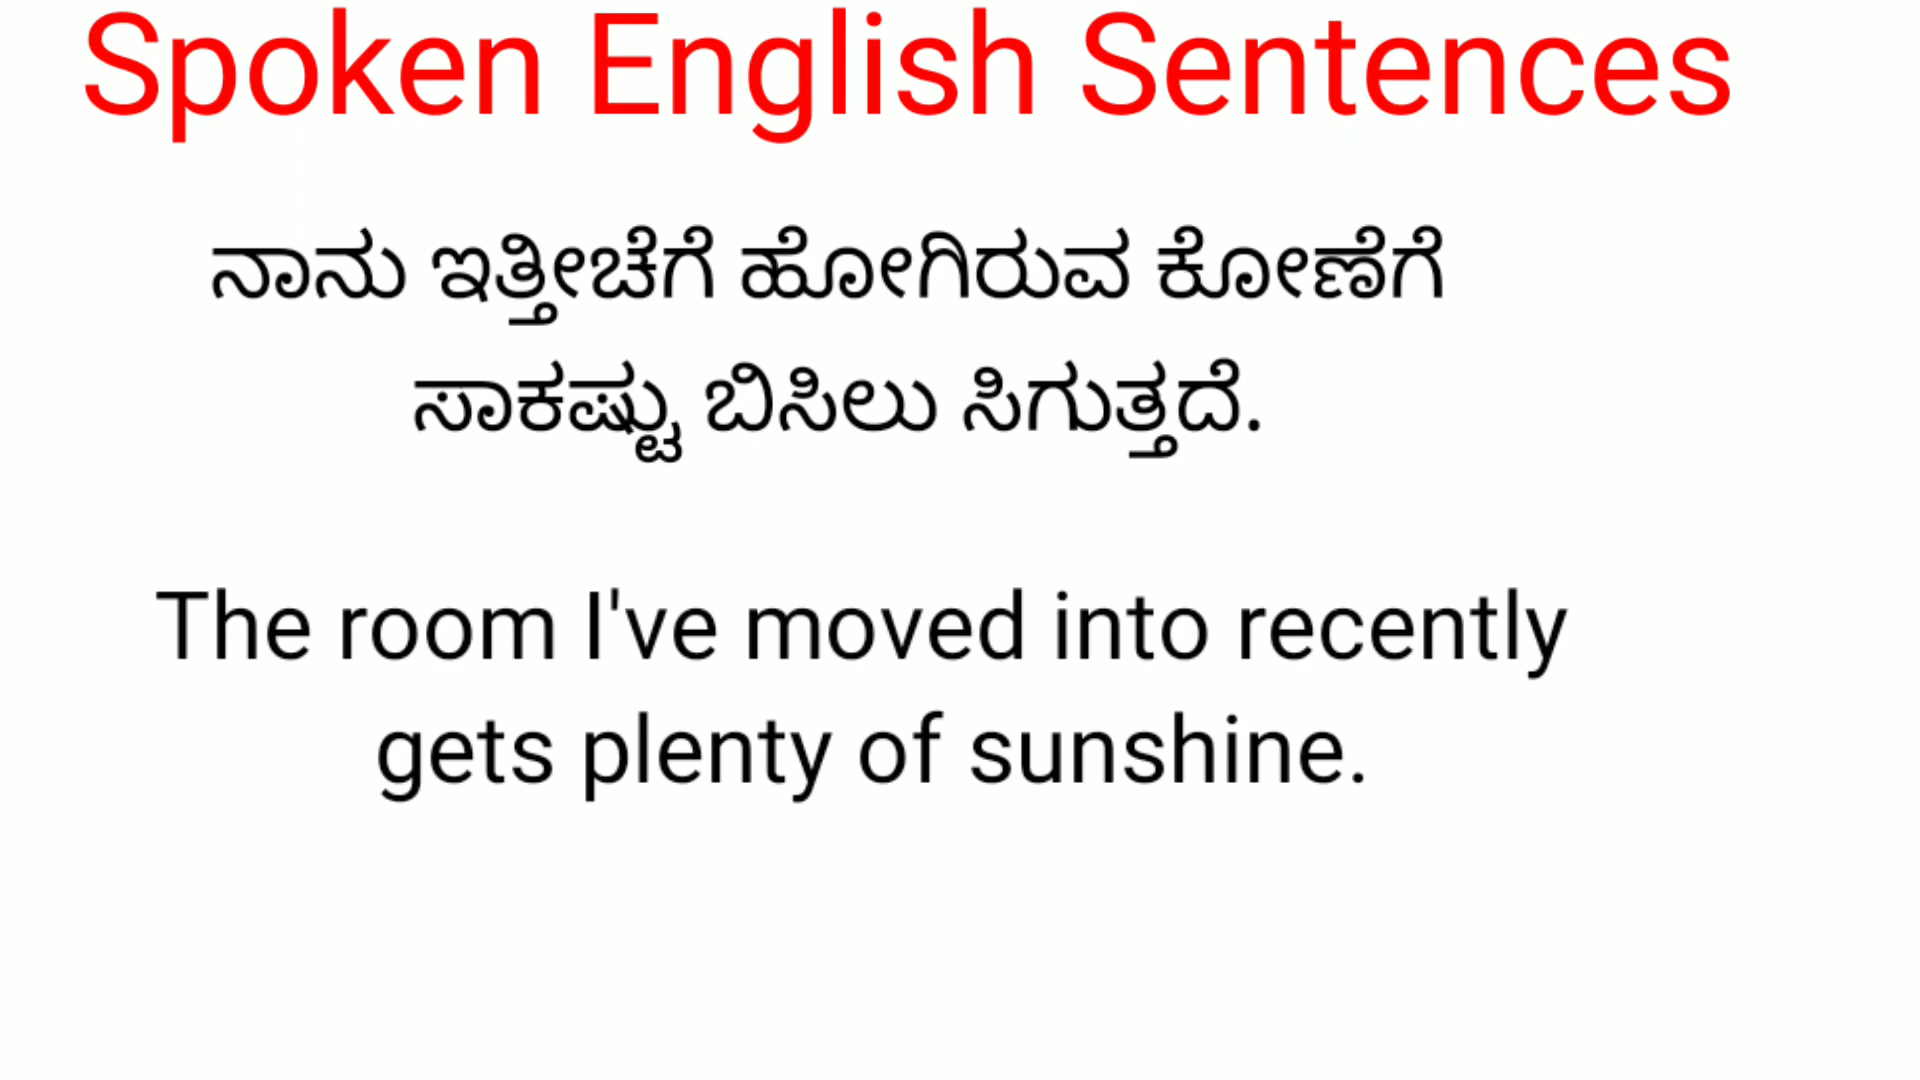 Spoken English Sentences
ನಾನು ಇತ್ತೀಚೆಗೆ ಹೋಗಿರುವ ಕೋಣೆಗೆ
ಸಾಕಷ್ಟು ಬಿಸಿಲು ಸಿಗುತ್ತದೆ.
The room I've moved into recently
gets plenty of sunshine.